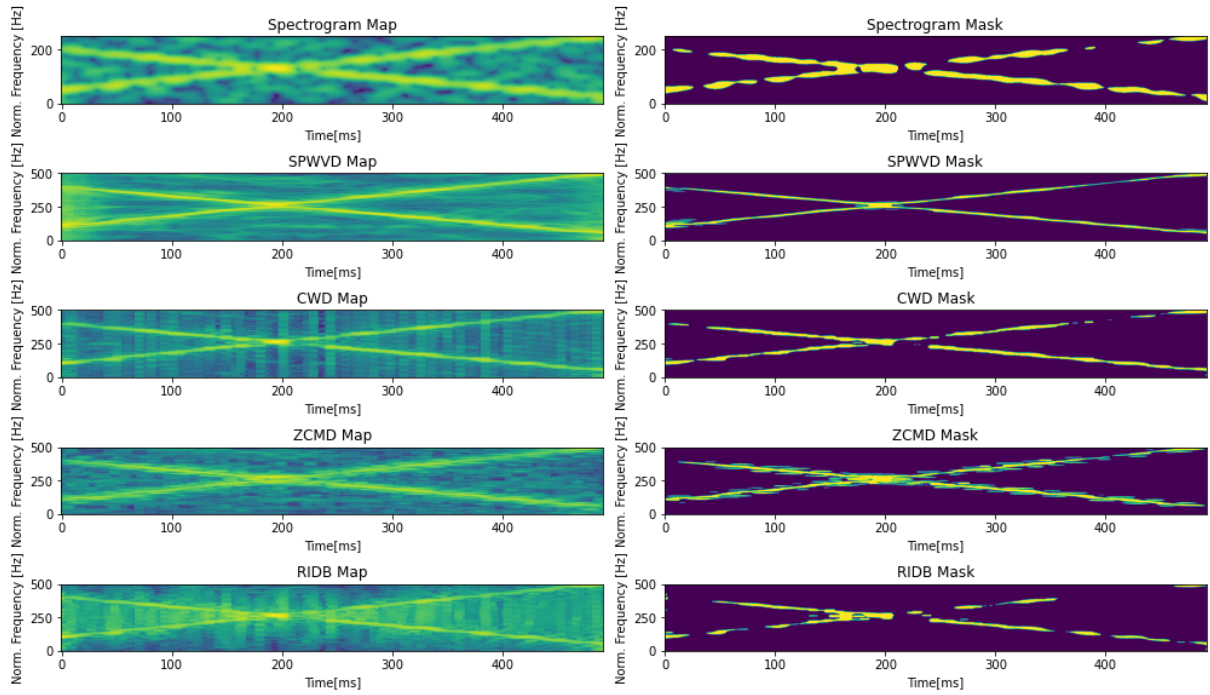 Spectrogram Map
Norm. Frequency [Hz]
200
0
0 100 200 300 400
Time[ms]
Spectrogram Mask
Norm. Frequency [Hz]
200
0
0 100 200 300 400
Time[ms]
SPWVD Map
Norm. Frequency [Hz]
500
250
0
0 100 200 300 400
Time[ms]
SPWVD Mask
Norm. Frequency [Hz]
500
250
0
0 100 200 300 400
Time[ms]
CWD Map
Norm. Frequency [Hz]
500
250
0
0 100 200 300 400
Time[ms]
CWD Mask
Norm. Frequency [Hz]
500
250
0
0 100 200 300 400
Time[ms]
ZCMD Map
Norm. Frequency [Hz]
500
250
0
0 100 200 300 400
Time[ms]
ZCMD Mask
Norm. Frequency [Hz]
500
250
0
0 100 200 300 400
Time[ms]
RIDB Map
Norm. Frequency [Hz]
500
250
0
0 100 200 300 400
Time[ms]
RIDB Mask
Norm. Frequency [Hz]
500
250
0
0 100 200 300 400
Time[ms]